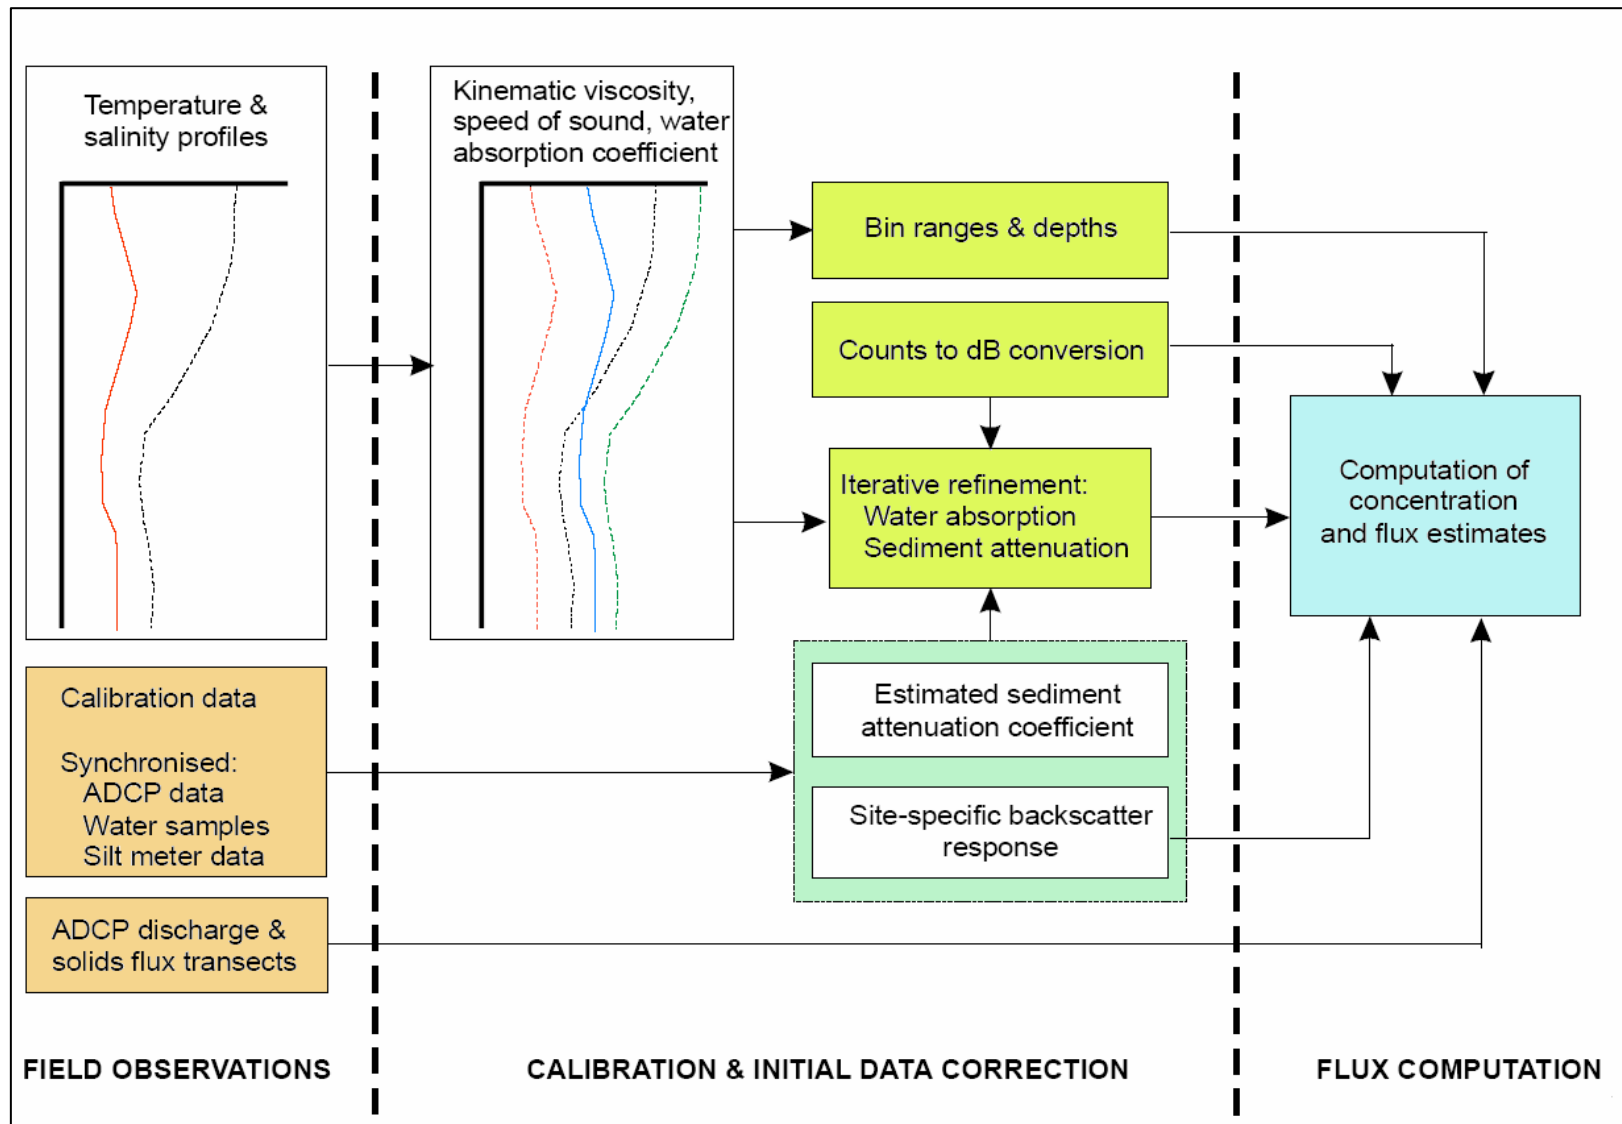 Temperature &
salinity profiles
Kinematic viscosity,
speed of sound, water
absorption coefficient
Bin ranges & depths
Counts to dB conversion
Iterative refinement:
Water absorption
Sediment attenuation
Computation of
concentration
and flux estimates
Calibration data
Synchronised:
ADCP data
Water samples
Silt meter data
Estimated sediment
attenuation coefficient
Site-specific backscatter
response
ADCP discharge &
solids flux transects
FIELD OBSERVATIONS
CALIBRATION & INITIAL DATA CORRECTION
FLUX COMPUTATION